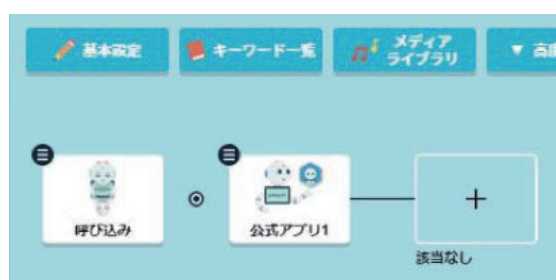 基本設定
キーワード一覧
メディア
ライブラリ
▼ 高
呼び込み
公式アプリ1
+
該当なし